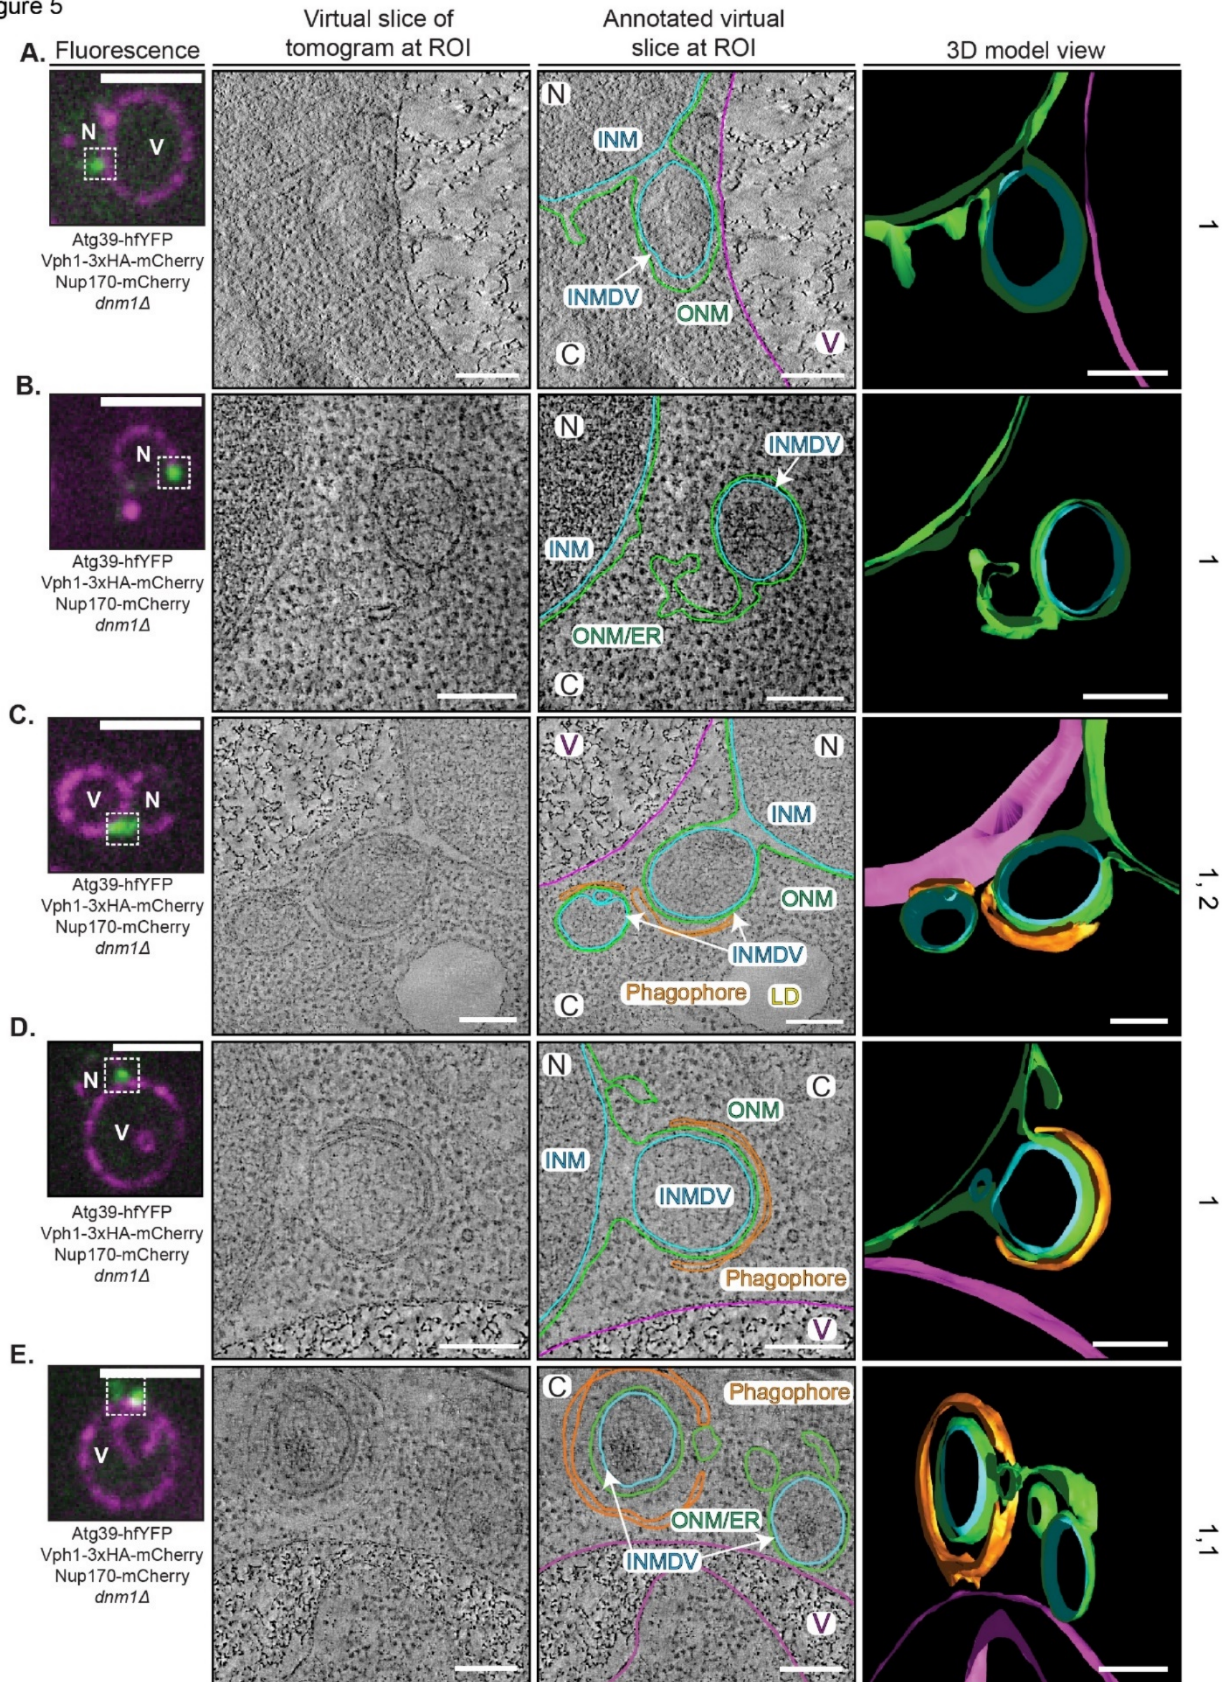 gure 5
Fluorescence
Virtual slice of
tomogram at ROI
Annotated virtual
slice at ROI
3D model view
A.
N
V
Atg39-hfYFP
Vph1-3xHA-mCherry
Nup170-mCherry
dnm1Δ
N
INM
INMDV
ONM
C
V
1
B.
N
Atg39-hfYFP
Vph1-3xHA-mCherry
Nup170-mCherry
dnm1Δ
N
INMDV
INM
ONM/ER
C
1
C.
V
N
Atg39-hfYFP
Vph1-3xHA-mCherry
Nup170-mCherry
dnm1Δ
V
N
INM
ONM
INMDV
Phagophore
LD
C
1, 2
D.
N
V
Atg39-hfYFP
Vph1-3xHA-mCherry
Nup170-mCherry
dnm1Δ
N
C
ONM
INM
INMDV
Phagophore
V
1
E.
V
Atg39-hfYFP
Vph1-3xHA-mCherry
Nup170-mCherry
dnm1Δ
C
Phagophore
ONM/ER
INMDV
V
1,1